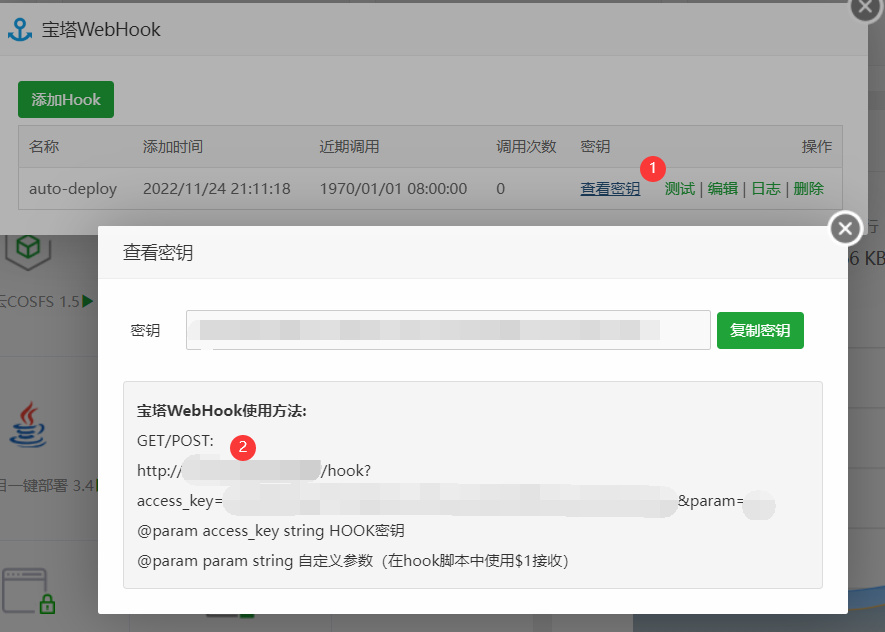 宝塔WebHook
添加Hook
名称 添加时间 近期调用 调用次数 密钥 操作
auto-deploy 2022/11/24 21:11:18 1970/01/01 08:00:00 0 查看密钥 1 测试 | 编辑 | 日志 | 删除
查看密钥
行
6 KB
云COSFS 1.5
密钥 复制密钥
宝塔WebHook使用方法:
GET/POST: 2
http:// /hook?
access_key= &param=
@param access_key string HOOK密钥
@param param string 自定义参数（在hook脚本中使用$1接收）
目一键部署 3.4